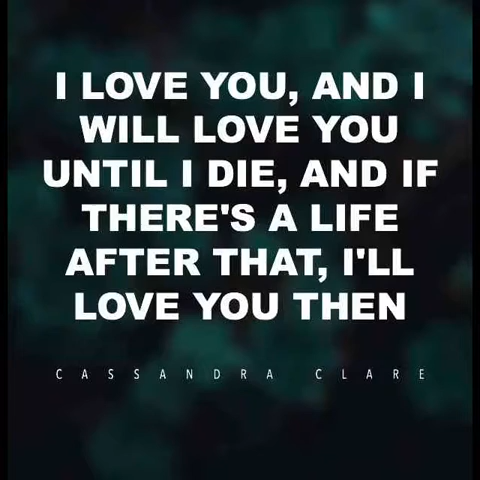 I LOVE YOU, AND I
WILL LOVE YOU
UNTIL I DIE, AND IF
THERE'S A LIFE
AFTER THAT, I'LL
LOVE YOU THEN
CASSANDRA CLARE